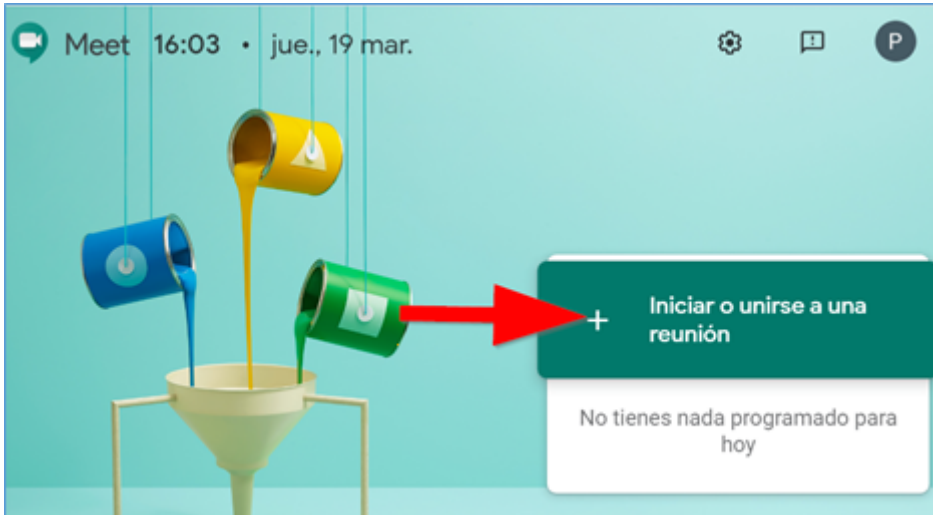 Meet 16:03 • jue., 19 mar.
P
+ Iniciar o unirse a una
reunión
No tienes nada programado para
hoy